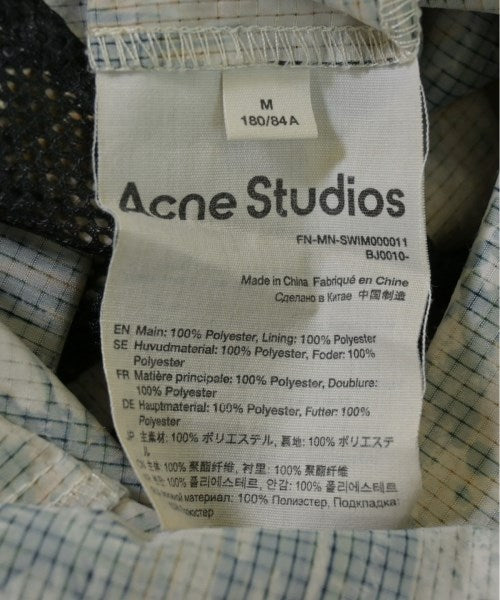 M
180/84A
Acne Studios
FN-MN-SWIM000011
BJ0010-
Made in China Fabriqué en Chine
Сделано в Китае 中国制造
EN Main: 100% Polyester, Lining: 100% Polyester
SE Huvudmaterial: 100% Polyester, Foder: 100%
Polyester
FR Matière principale: 100% Polyester, Doublure:
100% Polyester
DE Hauptmaterial: 100% Polyester, Futter: 100%
Polyester
JP 主素材: 100% ポリエステル, 裏地: 100% ポリエステ
ル
CN 主体: 100% 聚酯纤维, 衬里: 100% 聚酯纤维
100% 폴리에스테르, 안감: 100% 폴리에스테르
материал: 100% Полиэстер, Подкладка: